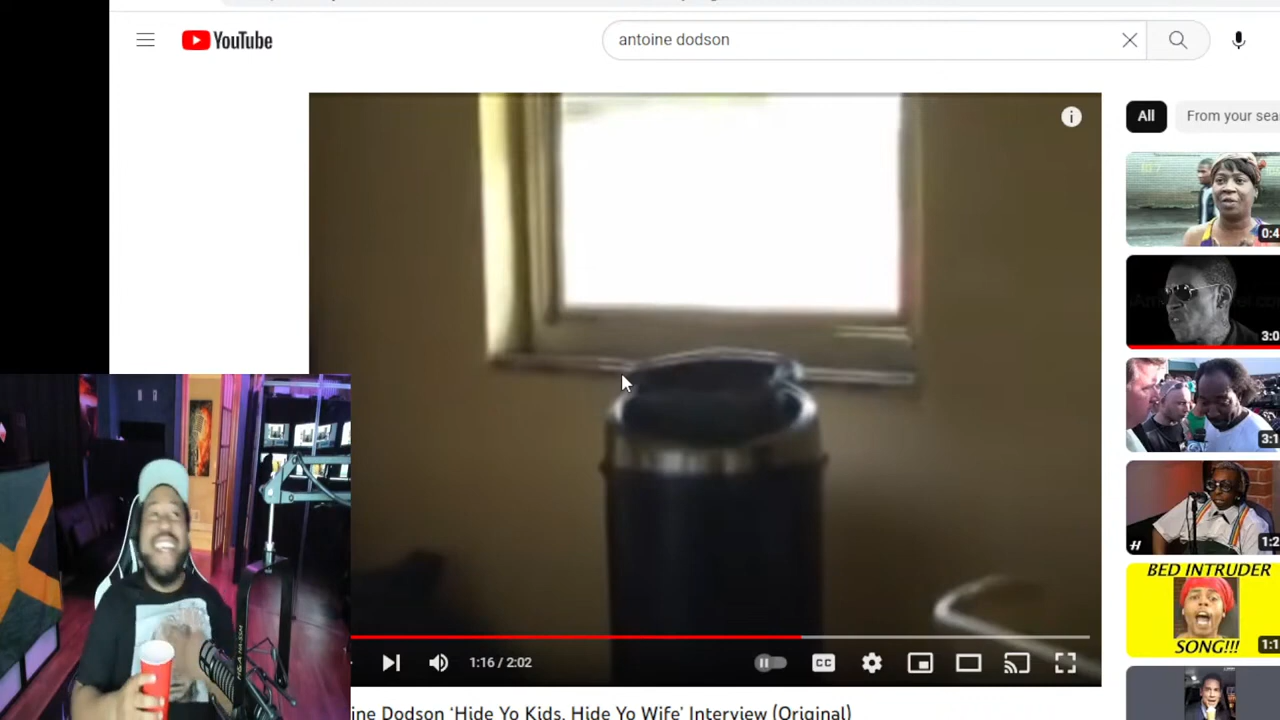 YouTube
antoine dodson
All
From your sea
0:4
3:0
3:1
1:2
H
BED INTRUDER
SONG!!!
1:1
1:16 / 2:02
CC
ine Dodson 'Hide Yo Kids, Hide Yo Wife' Interview (Original)